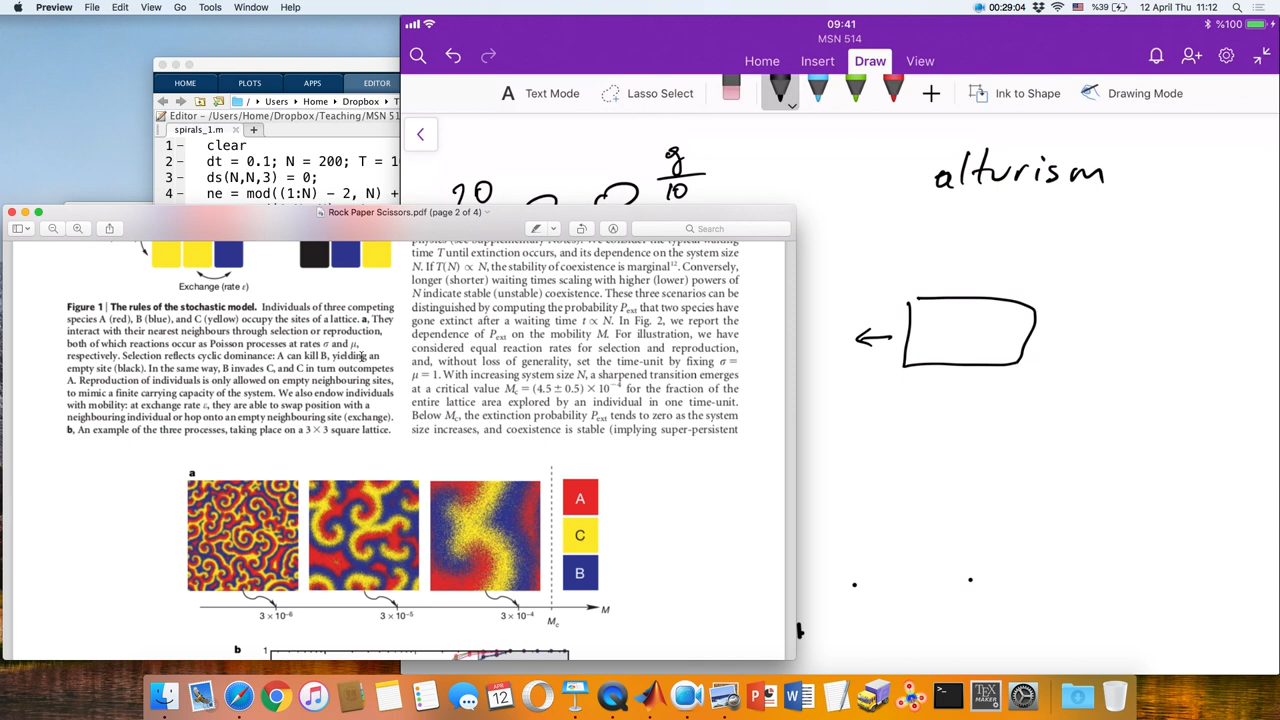 Preview File Edit View Go Tools Window Help 00:29:04 %39 12 April Thu 11:12
09:41 %100
MSN 514
Home Insert Draw View
A Text Mode Lasso Select Ink to Shape Drawing Mode
HOME PLOTS APPS EDITOR
/ Users Home Dropbox T
Editor - /Users/Home/Dropbox/Teaching/MSN 51
spirals_1.m
1 clear
2 dt = 0.1; N = 200; T = 10
3 ds(N,N,3) = 0;
4 ne = mod((1:N) - 2, N) +
g
10
20
alturism
Rock Paper Scissors.pdf (page 2 of 4)
Search
Exchange (rate ε)
Figure 1 | The rules of the stochastic model. Individuals of three competing
species A (red), B (blue), and C (yellow) occupy the sites of a lattice. a, They
interact with their nearest neighbours through selection or reproduction,
both of which reactions occur as Poisson processes at rates σ and μ,
respectively. Selection reflects cyclic dominance: A can kill B, yielding an
empty site (black). In the same way, B invades C, and C in turn outcompetes
A. Reproduction of individuals is only allowed on empty neighbouring sites,
to mimic a finite carrying capacity of the system. We also endow individuals
with mobility: at exchange rate ε, they are able to swap position with a
neighbouring individual or hop onto an empty neighbouring site (exchange).
b, An example of the three processes, taking place on a 3 × 3 square lattice.
physics (see Supplementary Notes). We consider the typical waiting
time T until extinction occurs, and its dependence on the system size
N. If T(N) ∝ N, the stability of coexistence is marginal¹². Conversely,
longer (shorter) waiting times scaling with higher (lower) powers of
N indicate stable (unstable) coexistence. These three scenarios can be
distinguished by computing the probability Pext that two species have
gone extinct after a waiting time t ∝ N. In Fig. 2, we report the
dependence of Pext on the mobility M. For illustration, we have
considered equal reaction rates for selection and reproduction,
and, without loss of generality, set the time-unit by fixing σ =
μ = 1. With increasing system size N, a sharpened transition emerges
at a critical value Mc = (4.5 ± 0.5) × 10⁻⁴ for the fraction of the
entire lattice area explored by an individual in one time-unit.
Below Mc, the extinction probability Pext tends to zero as the system
size increases, and coexistence is stable (implying super-persistent
a
A
C
B
3 × 10⁻⁶ 3 × 10⁻⁵ 3 × 10⁻⁴ Mc M
b 1